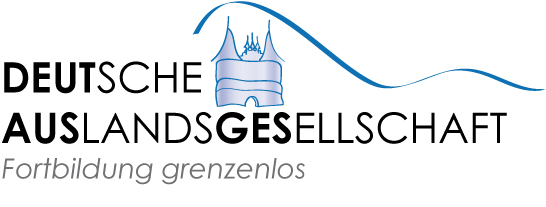 DEUTSCHE
AUSLANDSGESELLSCHAFT
Fortbildung grenzenlos